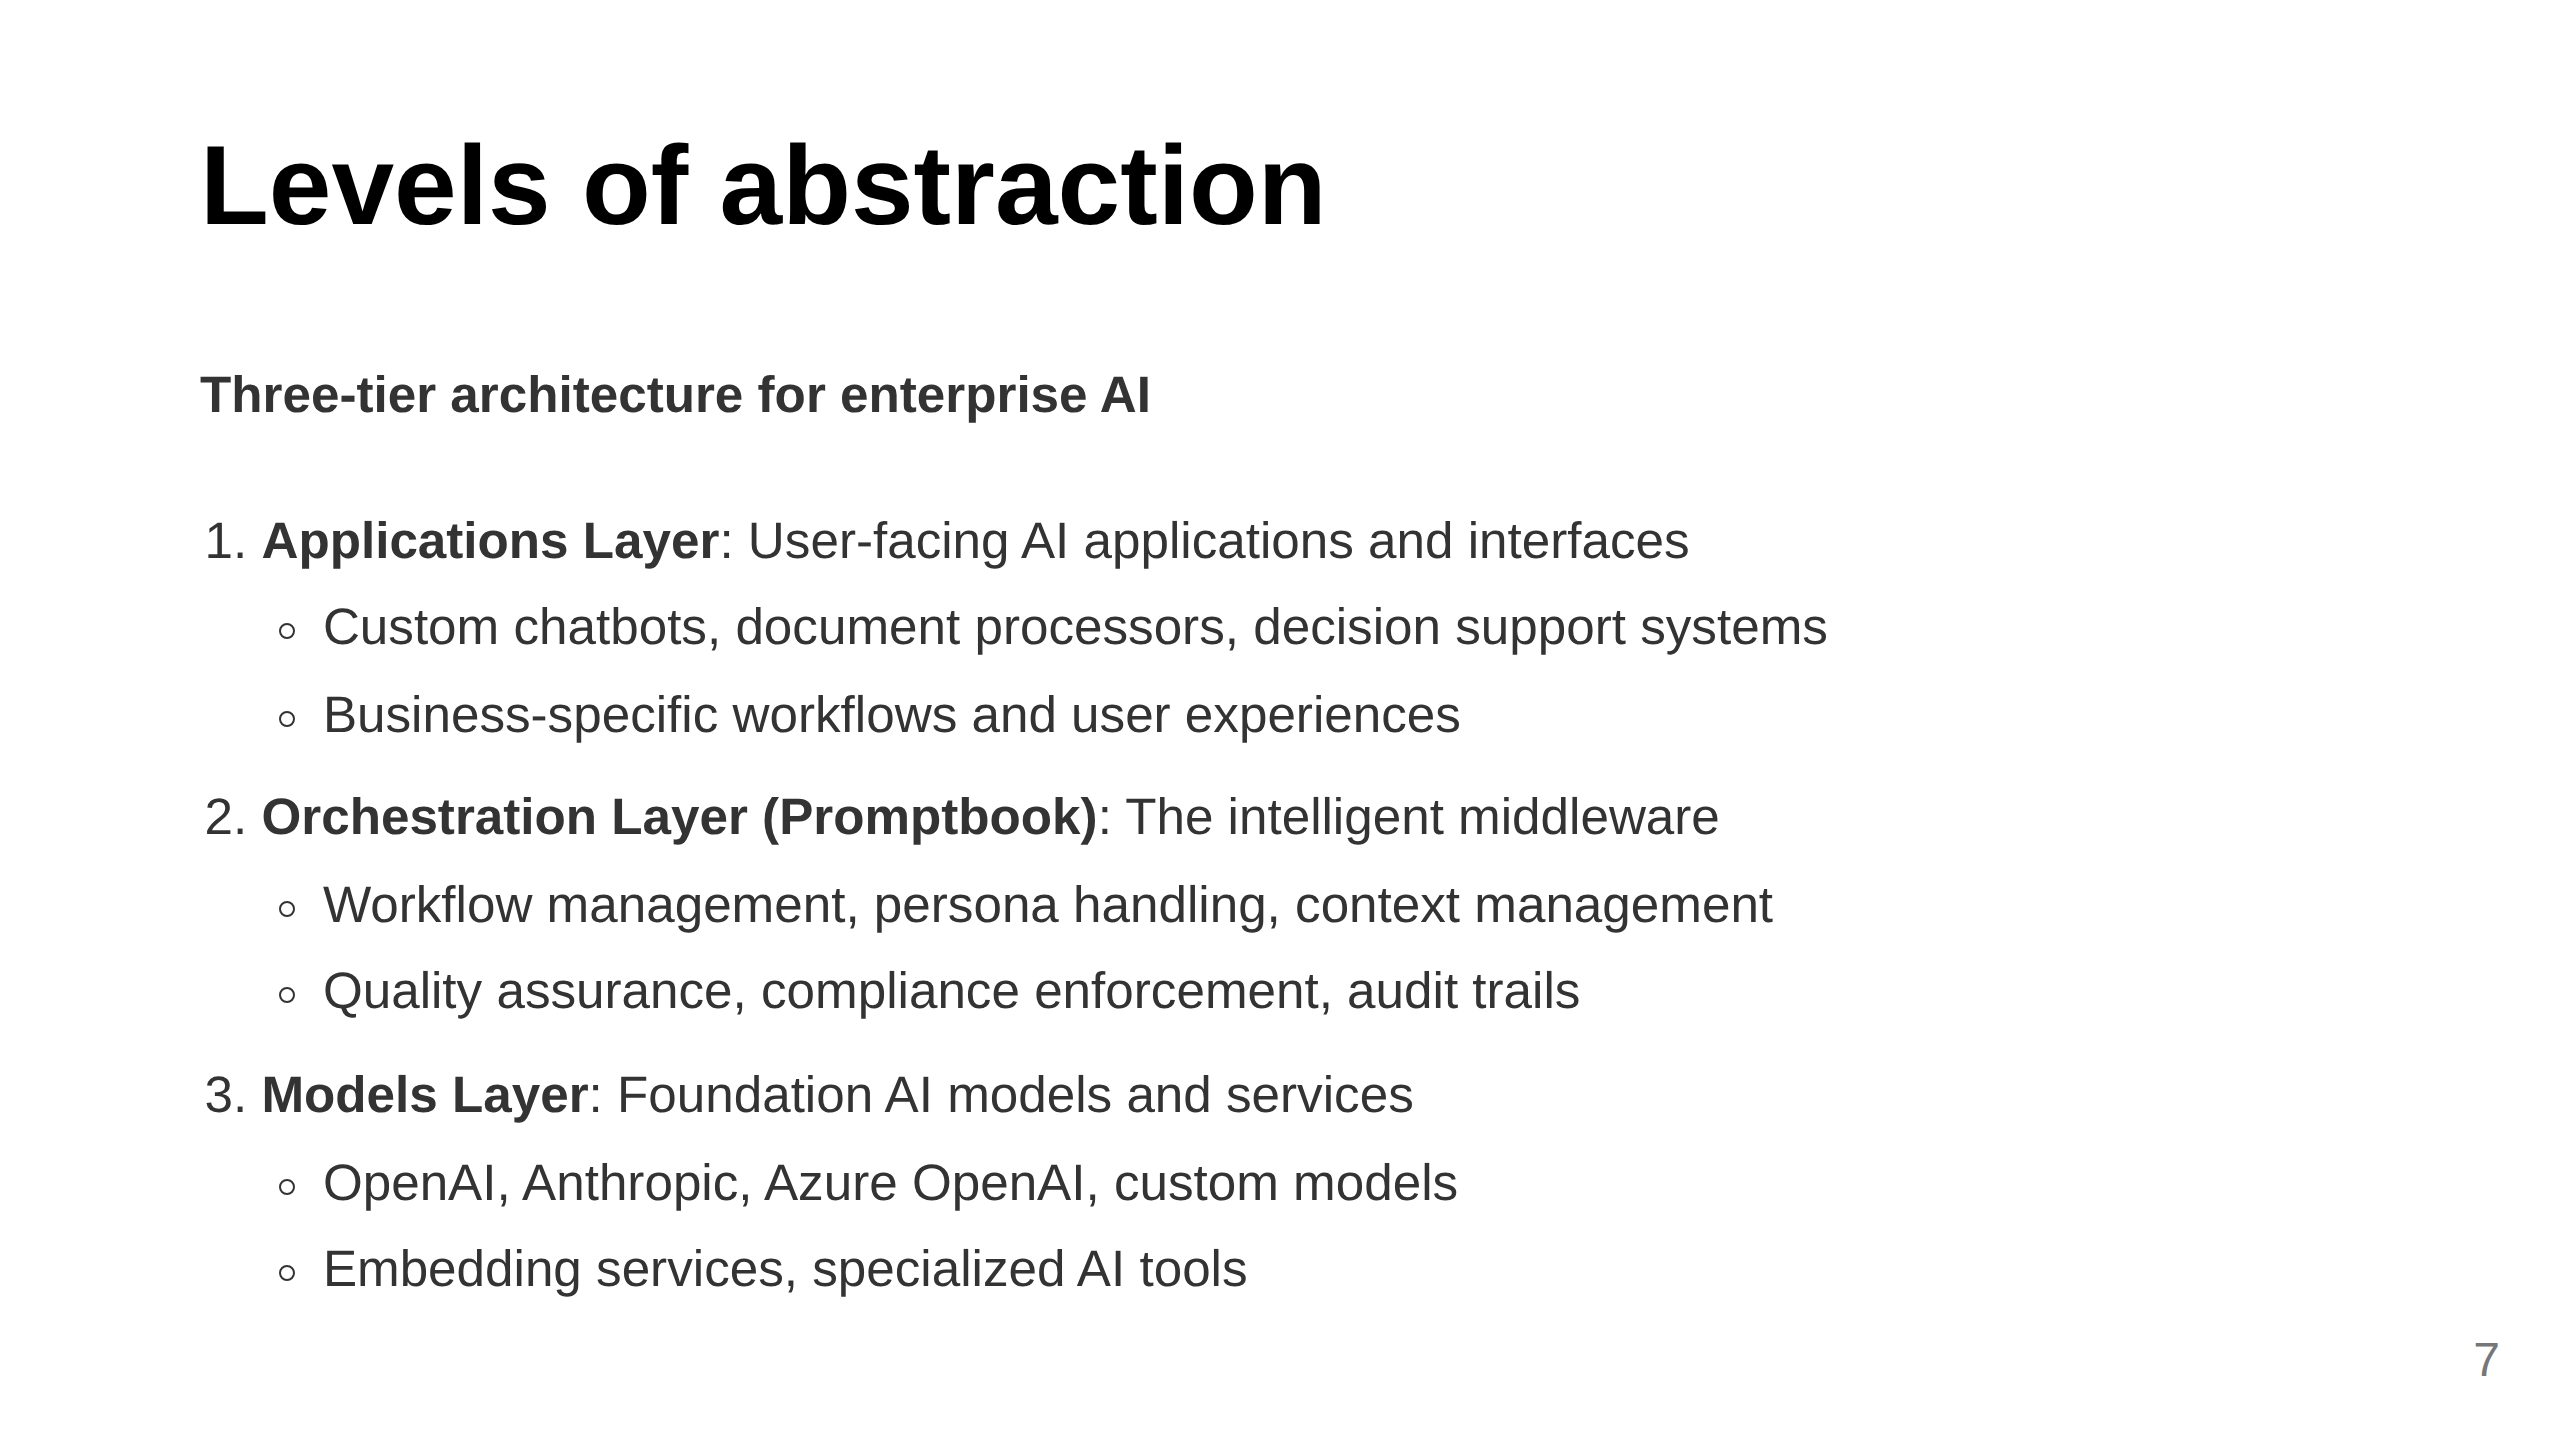 Levels of abstraction
Three-tier architecture for enterprise AI
1. Applications Layer: User-facing AI applications and interfaces
◦ Custom chatbots, document processors, decision support systems
◦ Business-specific workflows and user experiences
2. Orchestration Layer (Promptbook): The intelligent middleware
◦ Workflow management, persona handling, context management
◦ Quality assurance, compliance enforcement, audit trails
3. Models Layer: Foundation AI models and services
◦ OpenAI, Anthropic, Azure OpenAI, custom models
◦ Embedding services, specialized AI tools
7